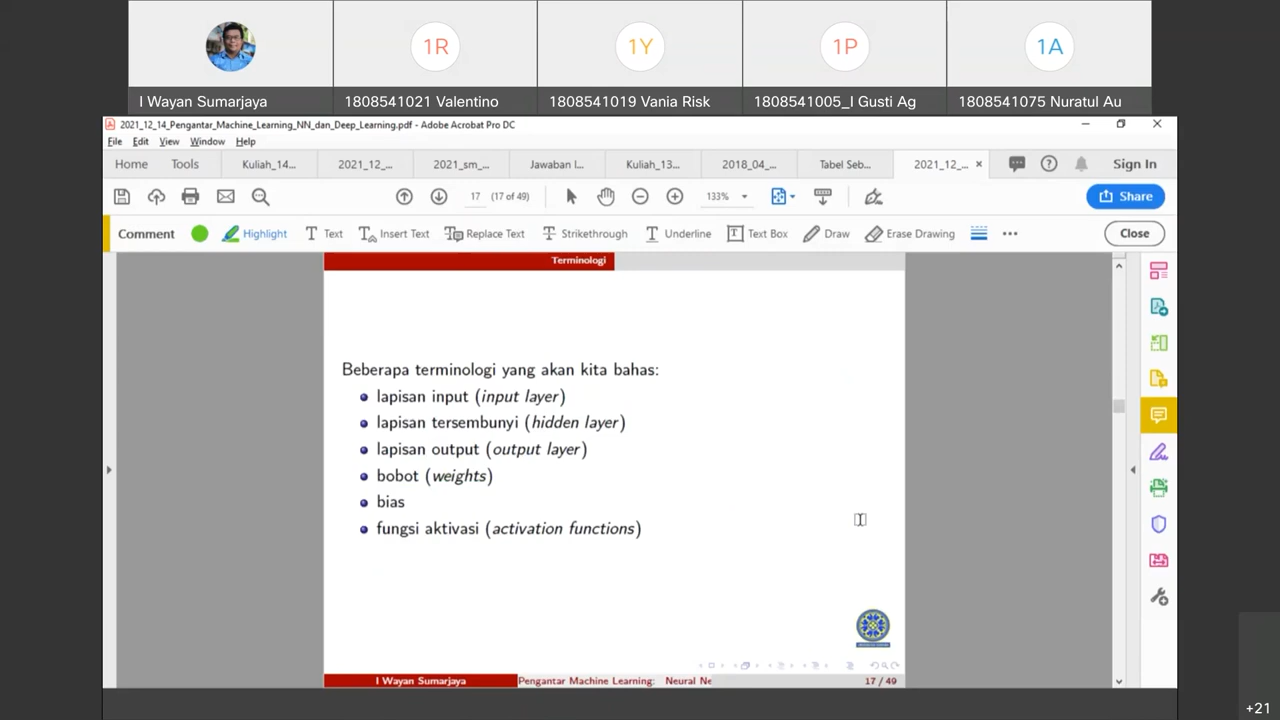 1R
1Y
1P
1A
I Wayan Sumarjaya
1808541021 Valentino
1808541019 Vania Risk
1808541005_I Gusti Ag
1808541075 Nuratul Au
2021_12_14_Pengantar_Machine_Learning_NN_dan_Deep_Learning.pdf - Adobe Acrobat Pro DC
File Edit View Window Help
Home Tools Kuliah_14... 2021_12_... 2021_sm_... Jawaban I... Kuliah_13... 2018_04_... Tabel Seb... 2021_12_... × Sign In
17 (17 of 49) 133% Share
Comment Highlight Text Insert Text Replace Text Strikethrough Underline Text Box Draw Erase Drawing Close
Terminologi
Beberapa terminologi yang akan kita bahas:
lapisan input (input layer)
lapisan tersembunyi (hidden layer)
lapisan output (output layer)
bobot (weights)
bias
fungsi aktivasi (activation functions)
I Wayan Sumarjaya Pengantar Machine Learning: Neural Ne 17 / 49
+21